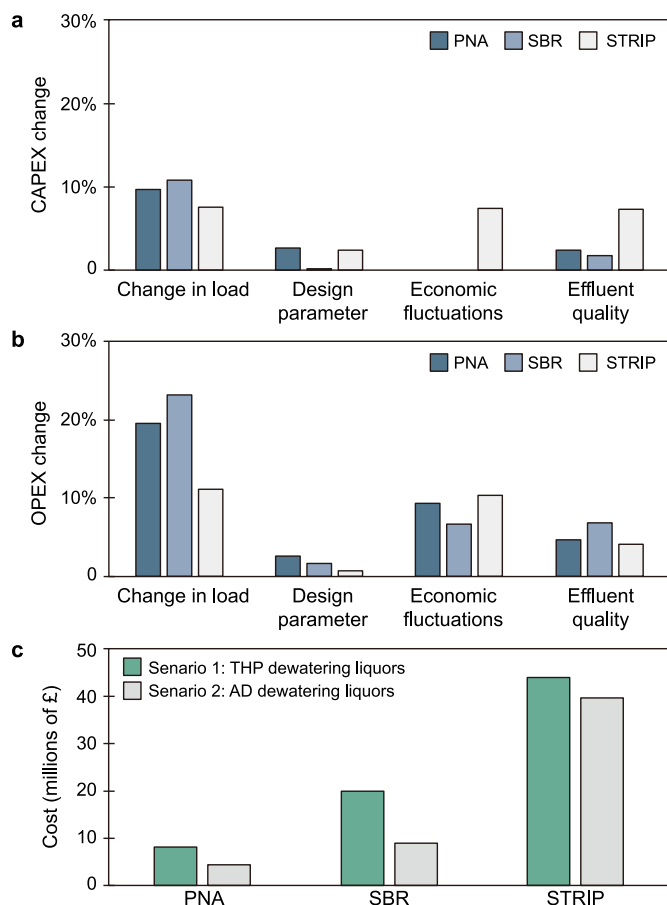 a
30%
20%
10%
0
CAPEX change
PNA
SBR
STRIP
Change in load
Design
parameter
Economic
fluctuations
Effluent
quality
b
30%
20%
10%
0
OPEX change
PNA
SBR
STRIP
Change in load
Design
parameter
Economic
fluctuations
Effluent
quality
c
50
40
30
20
10
0
Cost (millions of £)
Senario 1: THP dewatering liquors
Senario 2: AD dewatering liquors
PNA
SBR
STRIP